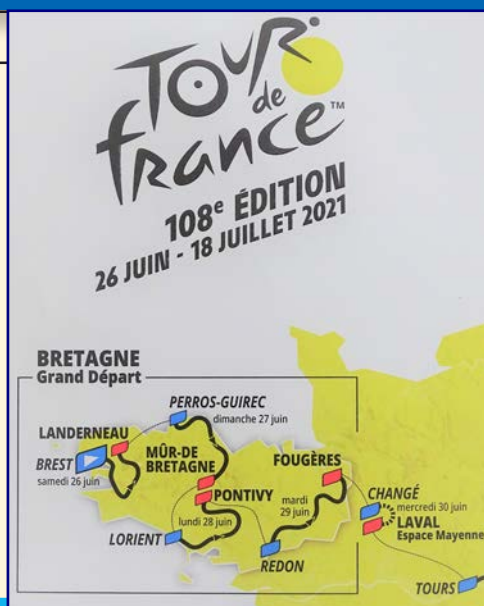 TOUR
de
france™
108e ÉDITION
26 JUIN - 18 JUILLET 2021
BRETAGNE
Grand Départ
PERROS-GUIREC
dimanche 27 juin
LANDERNEAU
BREST
samedi 26 juin
MÛR-DE
BRETAGNE
FOUGÈRES
PONTIVY
mardi
29 juin
CHANGÉ
mercredi 30 juin
LAVAL
Espace Mayenne
lundi 28 juin
LORIENT
REDON
TOURS